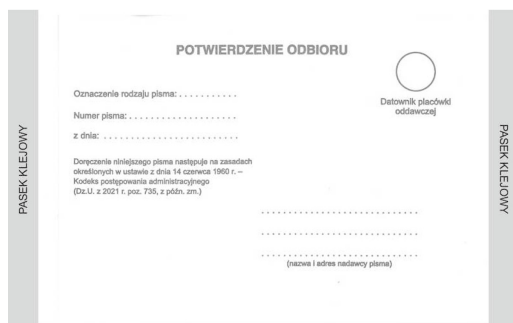 POTWIERDZENIE ODBIORU
Oznaczenie rodzaju pisma: . . . . . . . . . . .
Numer pisma: . . . . . . . . . . . . . . . . . . . .
z dnia: . . . . . . . . . . . . . . . . . . . . . . . . .
Datownik placówki
oddawczej
Doręczenie niniejszego pisma następuje na zasadach
określonych w ustawie z dnia 14 czerwca 1960 r. –
Kodeks postępowania administracyjnego
(Dz.U. z 2021 r. poz. 735, z późn. zm.)
(nazwa i adres nadawcy pisma)
PASEK KLEJOWY
PASEK KLEJOWY